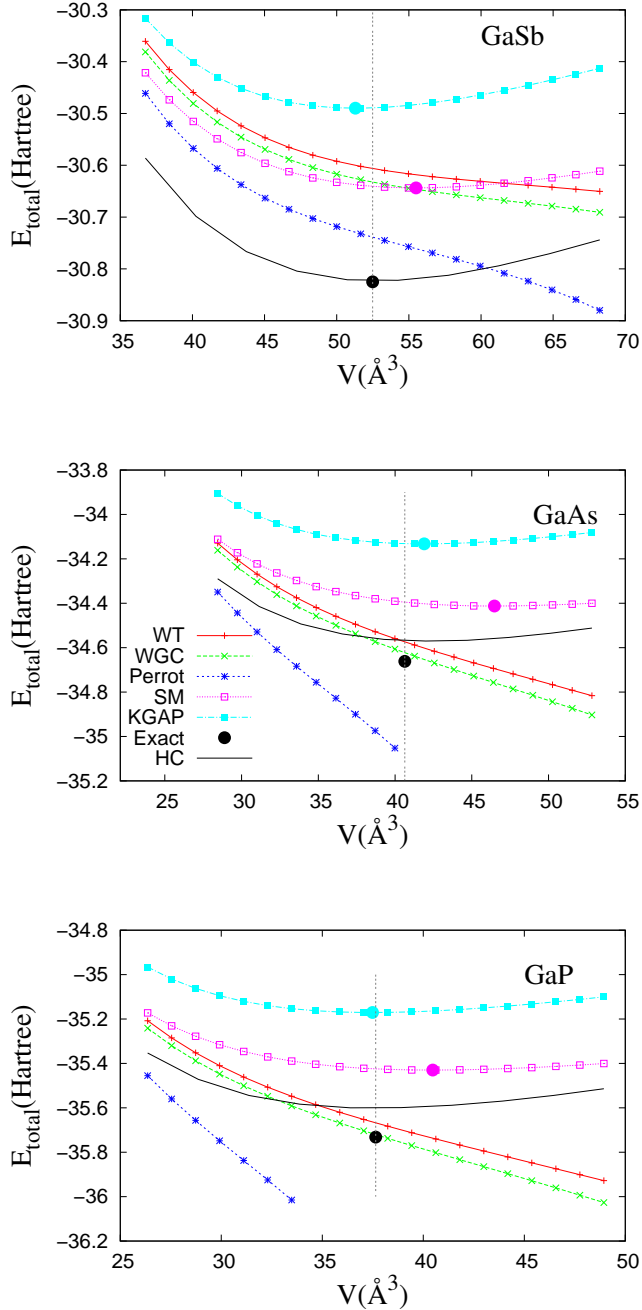 GaSb
E_total(Hartree)
−30.3
−30.4
−30.5
−30.6
−30.7
−30.8
−30.9
35 40 45 50 55 60 65 70
V(Å^3)
GaAs
E_total(Hartree)
−33.8
−34
−34.2
−34.4
−34.6
−34.8
−35
−35.2
WT
WGC
Perrot
SM
KGAP
Exact
HC
25 30 35 40 45 50 55
V(Å^3)
GaP
E_total(Hartree)
−34.8
−35
−35.2
−35.4
−35.6
−35.8
−36
−36.2
25 30 35 40 45 50
V(Å^3)